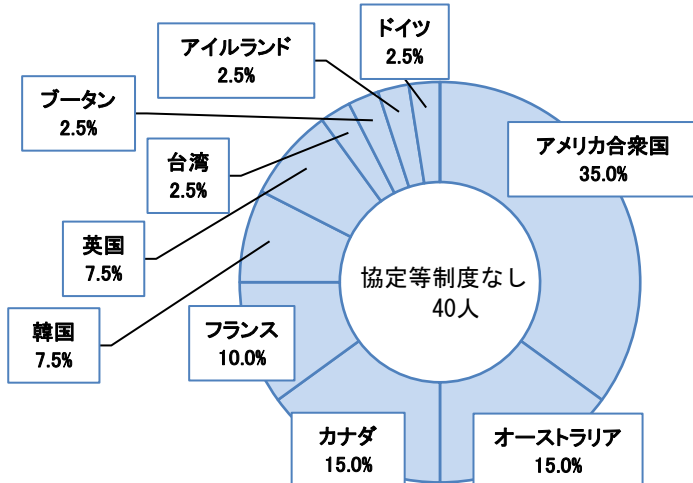 ドイツ
2.5%
アイルランド
2.5%
ブータン
2.5%
台湾
2.5%
英国
7.5%
韓国
7.5%
フランス
10.0%
カナダ
15.0%
オーストラリア
15.0%
アメリカ合衆国
35.0%
協定等制度なし
40人